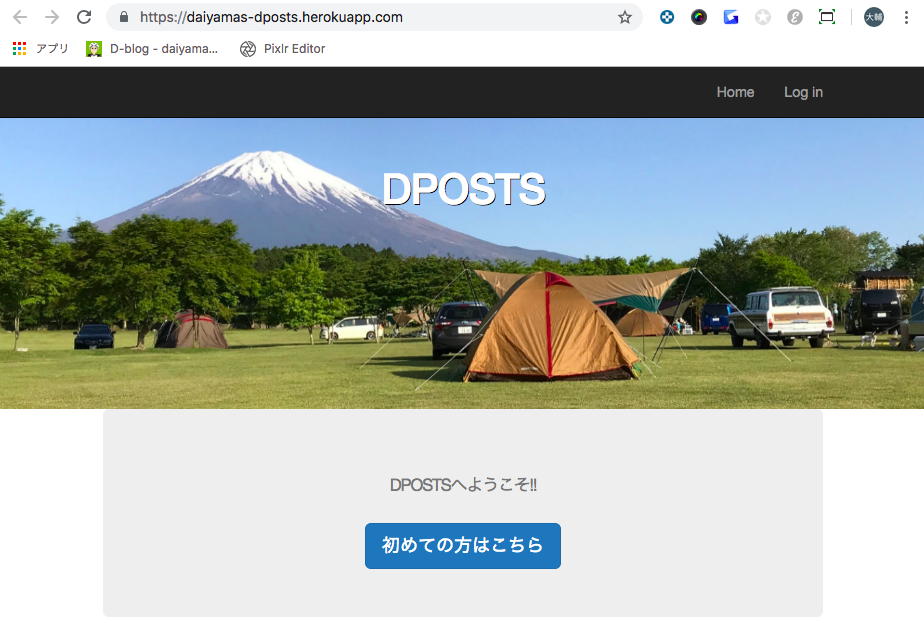 https://daiyamas-dposts.herokuapp.com
大輔
アプリ
D-blog - daiyama...
Pixlr Editor
Home
Log in
DPOSTS
DPOSTSへようこそ!!
初めての方はこちら